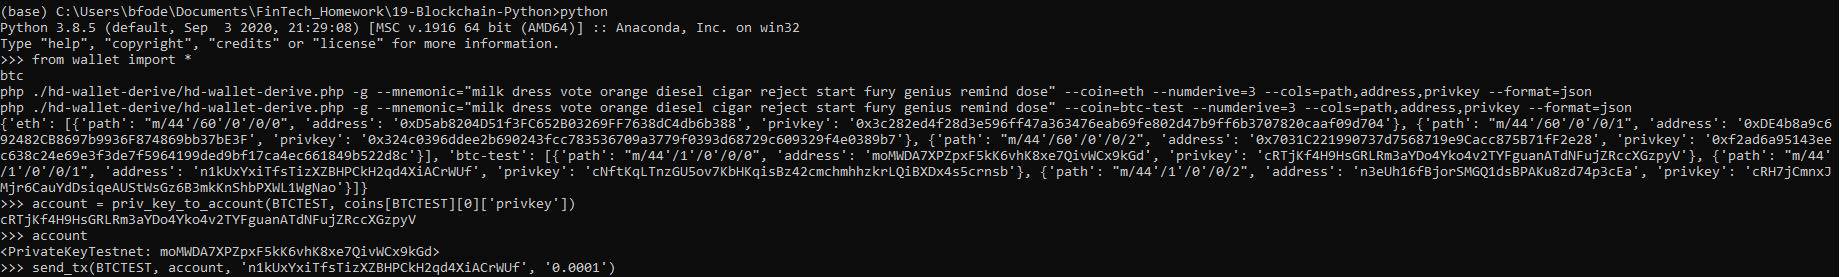 (base) C:\Users\bfode\Documents\FinTech_Homework\19-Blockchain-Python>python
Python 3.8.5 (default, Sep  3 2020, 21:29:08) [MSC v.1916 64 bit (AMD64)] :: Anaconda, Inc. on win32
Type "help", "copyright", "credits" or "license" for more information.
>>> from wallet import *
btc
php ./hd-wallet-derive/hd-wallet-derive.php -g --mnemonic="milk dress vote orange diesel cigar reject start fury genius remind dose" --coin=eth --numderive=3 --cols=path,address,privkey --format=json
php ./hd-wallet-derive/hd-wallet-derive.php -g --mnemonic="milk dress vote orange diesel cigar reject start fury genius remind dose" --coin=btc-test --numderive=3 --cols=path,address,privkey --format=json
{'eth': [{'path': "m/44'/60'/0'/0/0", 'address': '0xD5ab8204D51f3FC652B03269FF7638dC4db6b388', 'privkey': '0x3c282ed4f28d3e596ff47a363476eab69fe802d47b9ff6b3707820caaf09d704'}, {'path': "m/44'/60'/0'/0/1", 'address': '0xDE4b8a9c6
92482CB8697b9936F874869bb37bE3F', 'privkey': '0x324c0396ddee2b690243fcc783536709a3779f0393d68729c609329f4e0389b7'}, {'path': "m/44'/60'/0'/0/2", 'address': '0x7031C221990737d7568719e9Cacc875B71fF2e28', 'privkey': '0xf2ad6a95143ee
c638c24e69e3f3de7f5964199ded9bf17ca4ec661849b522d8c'}], 'btc-test': [{'path': "m/44'/1'/0'/0/0", 'address': 'moMWDA7XPZpxF5kK6vhK8xe7QivWCx9kGd', 'privkey': 'cRTjKf4H9HsGRLRm3aYDo4Yko4v2TYFguanATdNFujZRccXGzpyV'}, {'path': "m/44'
/1'/0'/0/1", 'address': 'n1kUxYxiTfsTizXZBHPCkH2qd4XiACrWUf', 'privkey': 'cNftKqLTnzGU5ov7KbHKqisBz42cmchmhhzkrLQiBXDx4s5crnsb'}, {'path': "m/44'/1'/0'/0/2", 'address': 'n3eUh16fBjorSMGQ1dsBPAKu8zd74p3cEa', 'privkey': 'cRH7jCmnxJ
Mjr6CauYdDsiqeAUStWsGz6B3mkKnShbPXWL1WgNao'}]}
>>> account = priv_key_to_account(BTCTEST, coins[BTCTEST][0]['privkey'])
cRTjKf4H9HsGRLRm3aYDo4Yko4v2TYFguanATdNFujZRccXGzpyV
>>> account
<PrivateKeyTestnet: moMWDA7XPZpxF5kK6vhK8xe7QivWCx9kGd>
>>> send_tx(BTCTEST, account, 'n1kUxYxiTfsTizXZBHPCkH2qd4XiACrWUf', '0.0001')